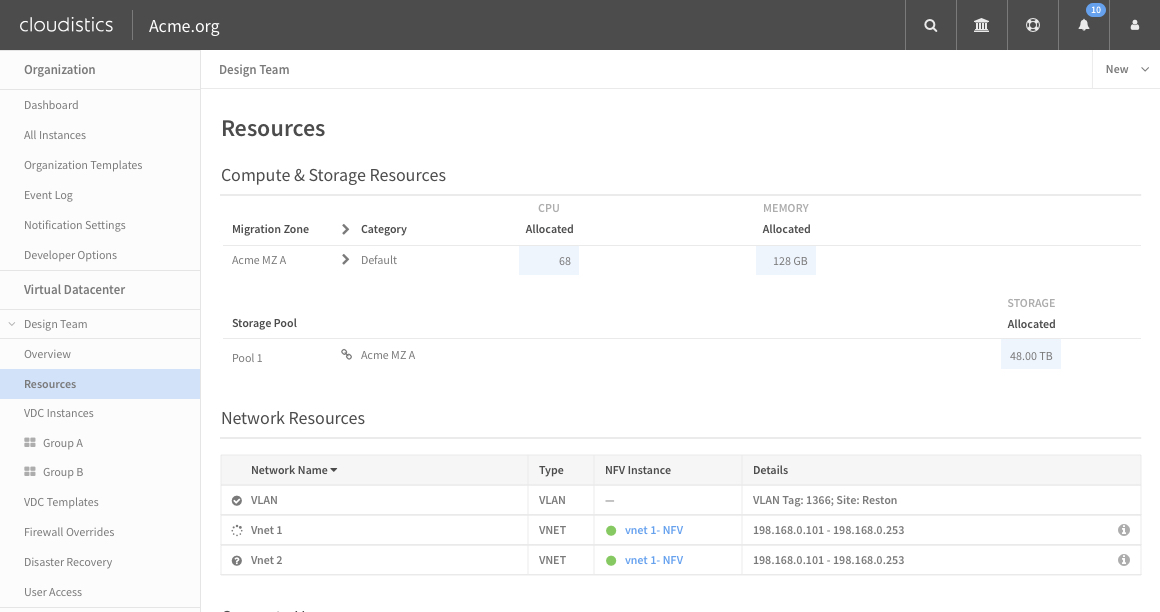 cloudistics
Acme.org
10
Organization
Dashboard
All Instances
Organization Templates
Event Log
Notification Settings
Developer Options
Virtual Datacenter
Design Team
Overview
Resources
VDC Instances
Group A
Group B
VDC Templates
Firewall Overrides
Disaster Recovery
User Access
Design Team
New
Resources
Compute & Storage Resources
CPU MEMORY
Migration Zone Category Allocated Allocated
Acme MZ A Default 68 128 GB
STORAGE
Storage Pool Allocated
Pool 1 Acme MZ A 48.00 TB
Network Resources
Network Name Type NFV Instance Details
VLAN VLAN — VLAN Tag: 1366; Site: Reston
Vnet 1 VNET vnet 1- NFV 198.168.0.101 - 198.168.0.253
Vnet 2 VNET vnet 1- NFV 198.168.0.101 - 198.168.0.253